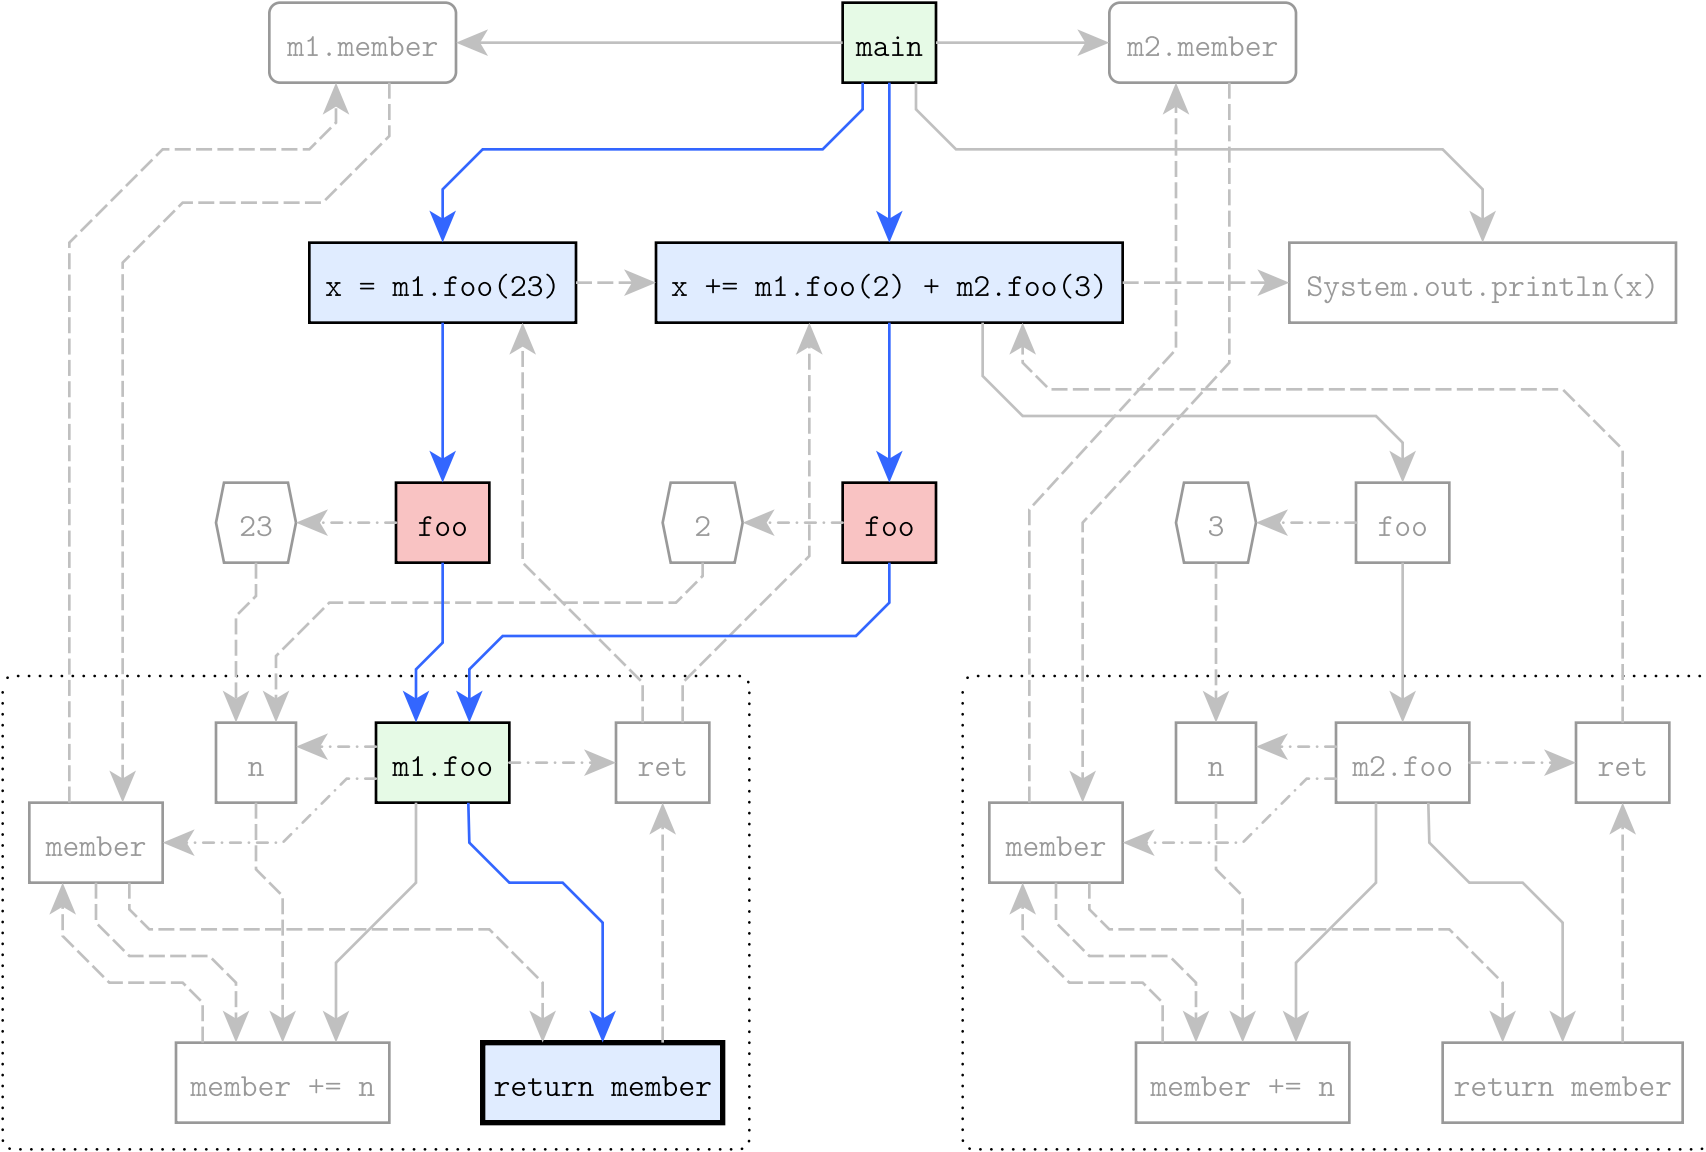 m1.member
main
m2.member
x = m1.foo(23)
x += m1.foo(2) + m2.foo(3)
System.out.println(x)
23
foo
2
foo
3
foo
n
m1.foo
ret
n
m2.foo
ret
member
member
member += n
return member
member += n
return member